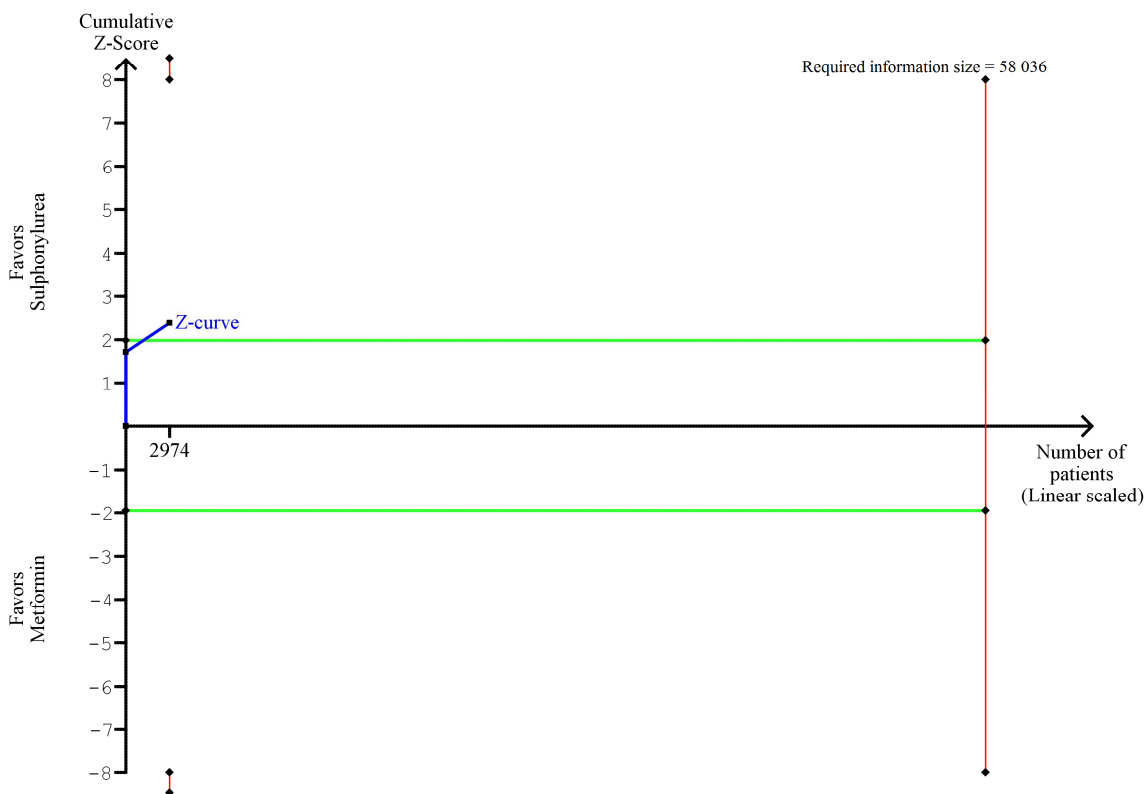 Cumulative
Z-Score
Required information size = 58 036
8
7
6
5
4
3
2
1
Favors
Sulphonylurea
Z-curve
2974
Number of
patients
(Linear scaled)
-1
-2
-3
-4
-5
-6
-7
-8
Favors
Metformin